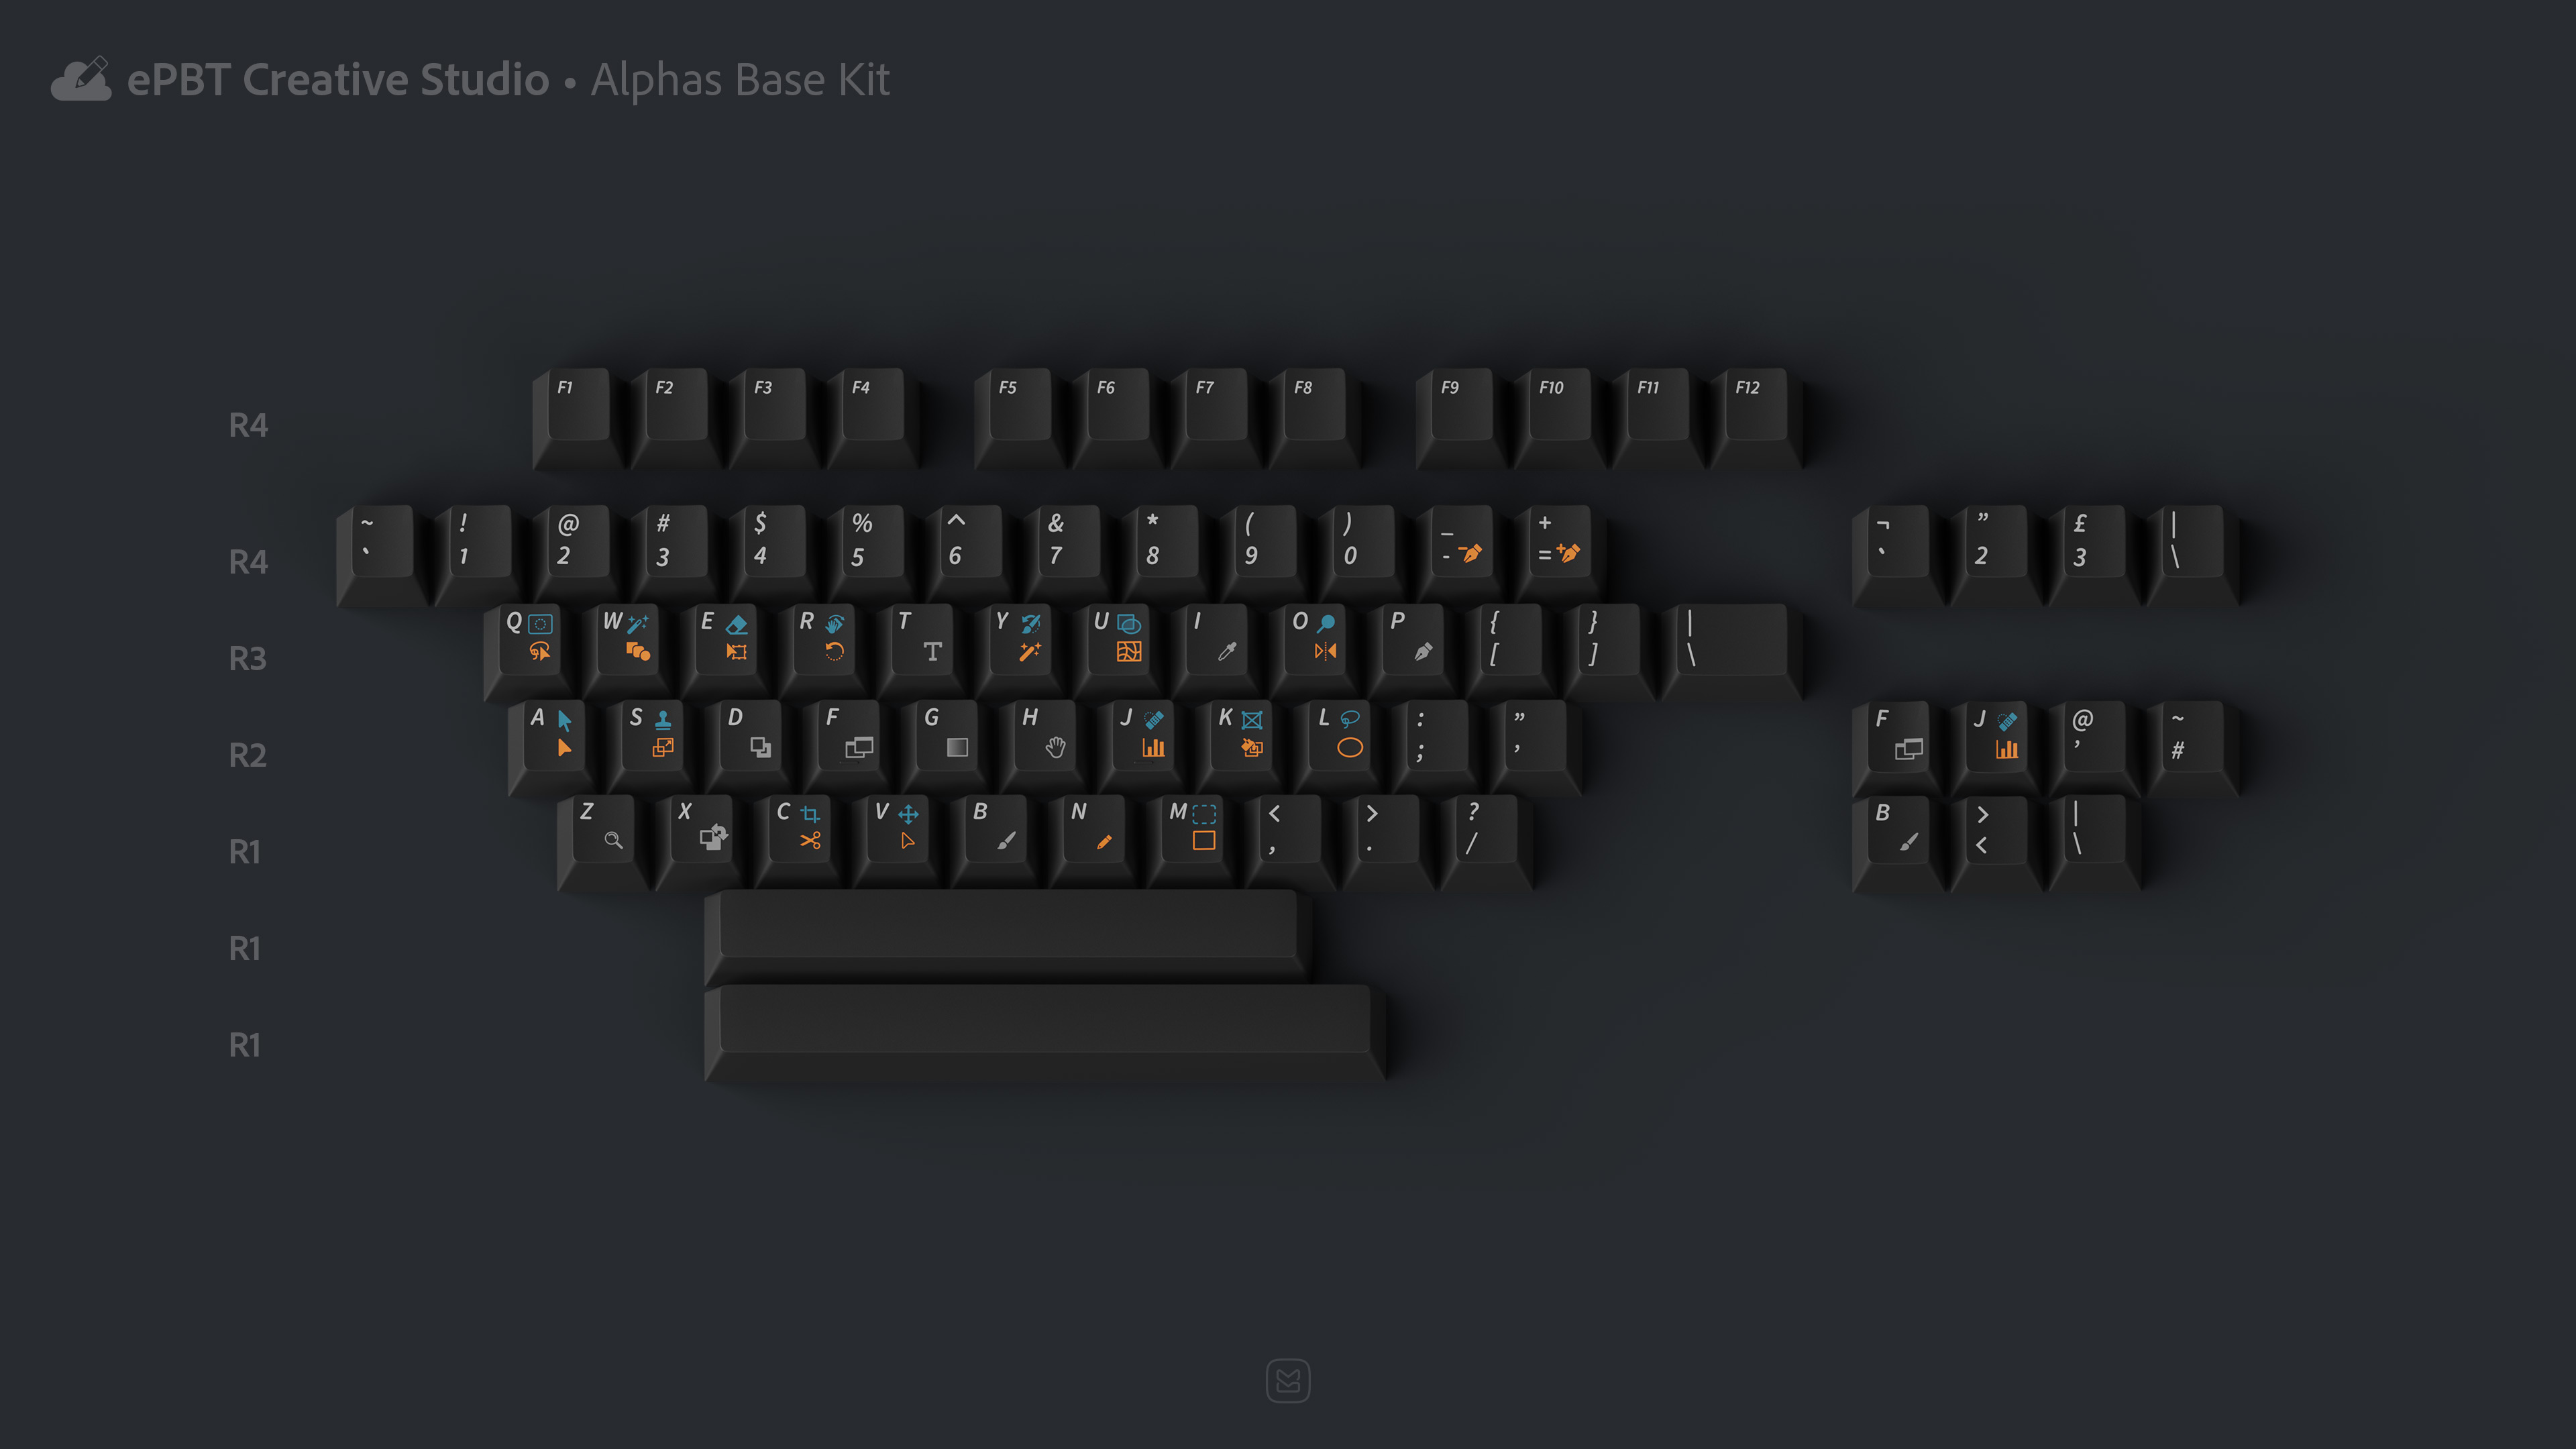 ePBT Creative Studio • Alphas Base Kit
R4 F1 F2 F3 F4 F5 F6 F7 F8 F9 F10 F11 F12
~ ! @ # $ % ^ & * ( ) _ + ¬ ” £ |
R4 ` 1 2 3 4 5 6 7 8 9 0 - = ` 2 3 \
Q W E R T Y U I O P { } |
R3 T [ ] \
A S D F G H J K L : ” F J @ ~
R2 ; ’ ’ #
Z X C V B N M < > ? B > |
R1 , . / < \
R1
R1